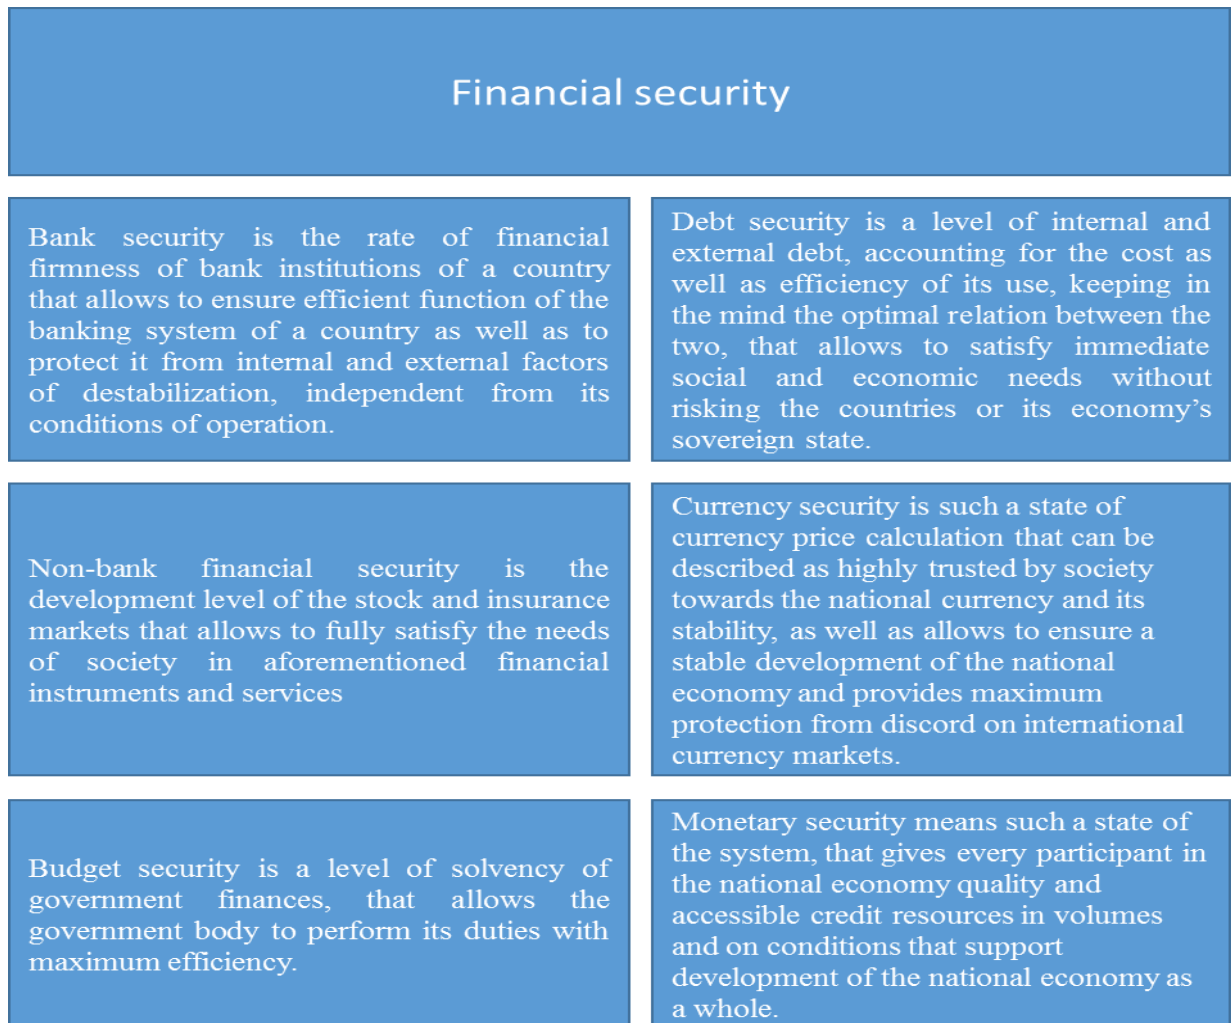 Financial security
Bank security is the rate of financial
firmness of bank institutions of a country
that allows to ensure efficient function of the
banking system of a country as well as to
protect it from internal and external factors
of destabilization, independent from its
conditions of operation.
Debt security is a level of internal and
external debt, accounting for the cost as
well as efficiency of its use, keeping in
the mind the optimal relation between the
two, that allows to satisfy immediate
social and economic needs without
risking the countries or its economy’s
sovereign state.
Non-bank financial security is the
development level of the stock and insurance
markets that allows to fully satisfy the needs
of society in aforementioned financial
instruments and services
Currency security is such a state of
currency price calculation that can be
described as highly trusted by society
towards the national currency and its
stability, as well as allows to ensure a
stable development of the national
economy and provides maximum
protection from discord on international
currency markets.
Budget security is a level of solvency of
government finances, that allows the
government body to perform its duties with
maximum efficiency.
Monetary security means such a state of
the system, that gives every participant in
the national economy quality and
accessible credit resources in volumes
and on conditions that support
development of the national economy as
a whole.